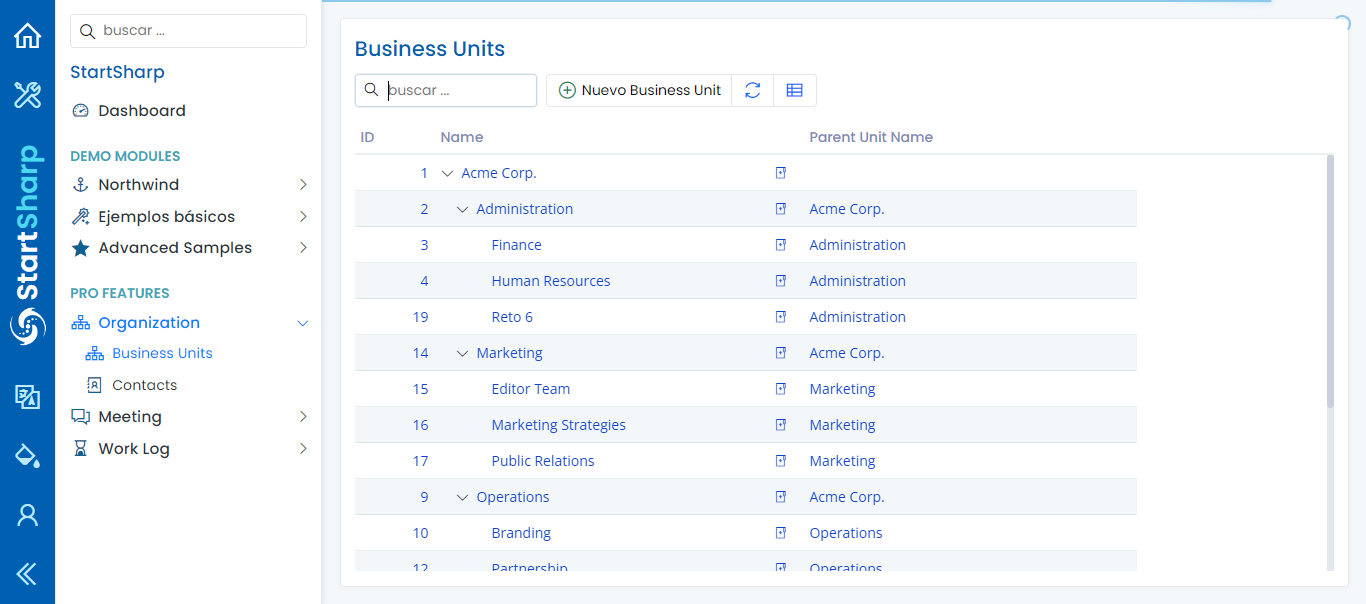 StartSharp
buscar ...
StartSharp
Dashboard
DEMO MODULES
Northwind
Ejemplos básicos
Advanced Samples
PRO FEATURES
Organization
Business Units
Contacts
Meeting
Work Log
Business Units
buscar ... Nuevo Business Unit
ID Name Parent Unit Name
1 Acme Corp.
2 Administration Acme Corp.
3 Finance Administration
4 Human Resources Administration
19 Reto 6 Administration
14 Marketing Acme Corp.
15 Editor Team Marketing
16 Marketing Strategies Marketing
17 Public Relations Marketing
9 Operations Acme Corp.
10 Branding Operations
12 Partnership Operations